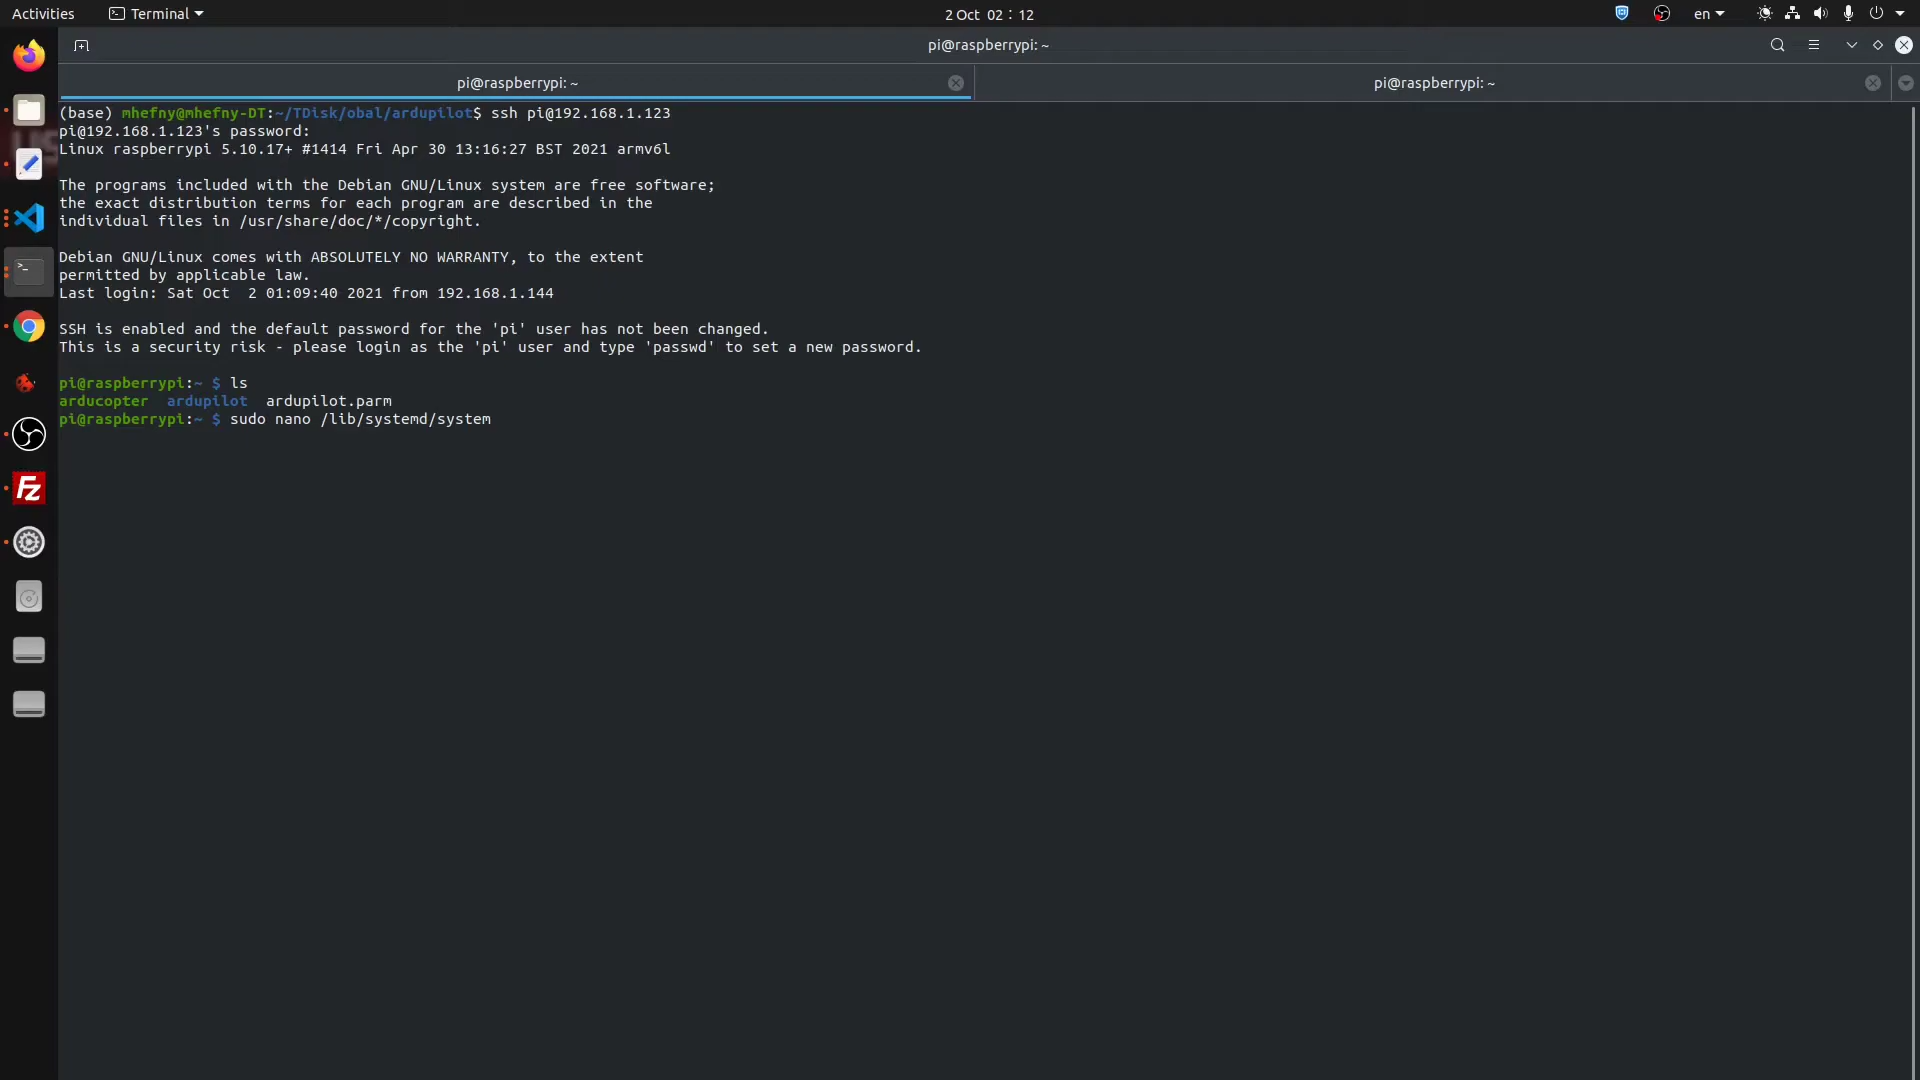 Activities
Terminal
2 Oct 02 : 12
en
pi@raspberrypi: ~
pi@raspberrypi: ~
pi@raspberrypi: ~
(base) mhefny@mhefny-DT:~/TDisk/obal/ardupilot$ ssh pi@192.168.1.123
pi@192.168.1.123's password:
Linux raspberrypi 5.10.17+ #1414 Fri Apr 30 13:16:27 BST 2021 armv6l
The programs included with the Debian GNU/Linux system are free software;
the exact distribution terms for each program are described in the
individual files in /usr/share/doc/*/copyright.
Debian GNU/Linux comes with ABSOLUTELY NO WARRANTY, to the extent
permitted by applicable law.
Last login: Sat Oct  2 01:09:40 2021 from 192.168.1.144
SSH is enabled and the default password for the 'pi' user has not been changed.
This is a security risk - please login as the 'pi' user and type 'passwd' to set a new password.
pi@raspberrypi:~ $ ls
arducopter  ardupilot  ardupilot.parm
pi@raspberrypi:~ $ sudo nano /lib/systemd/system
Fz